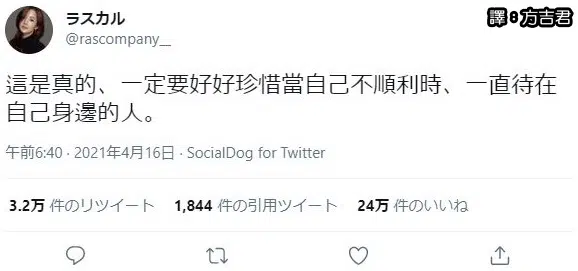 ラスカル
譯8方吉君
@rascompany__
這是真的、一定要好好珍惜當自己不順利時、一直待在
自己身邊的人。
午前6:40 · 2021年4月16日 · SocialDog for Twitter
3.2万 件のリツイート 1,844 件の引用ツイート 24万 件のいいね